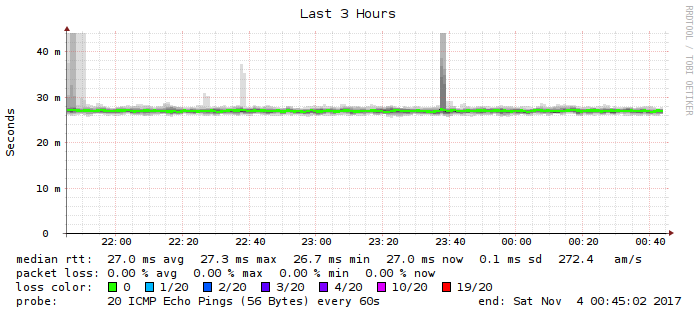 Last 3 Hours
RRDTOOL / TOBI OETIKER
Seconds
40 m
30 m
20 m
10 m
0
22:00 22:20 22:40 23:00 23:20 23:40 00:00 00:20 00:40
median rtt: 27.0 ms avg 27.3 ms max 26.7 ms min 27.0 ms now 0.1 ms sd 272.4 am/s
packet loss: 0.00 % avg 0.00 % max 0.00 % min 0.00 % now
loss color: 0 1/20 2/20 3/20 4/20 10/20 19/20
probe: 20 ICMP Echo Pings (56 Bytes) every 60s end: Sat Nov 4 00:45:02 2017